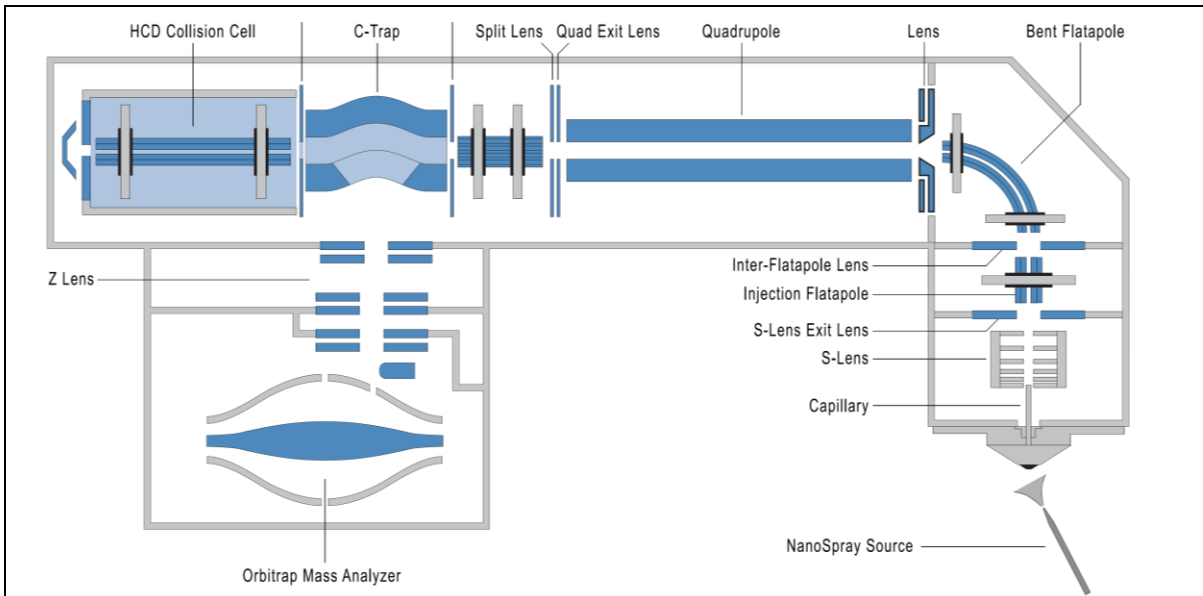 HCD Collision Cell
C-Trap
Split Lens
Quad Exit Lens
Quadrupole
Lens
Bent Flatapole
Z Lens
Inter-Flatapole Lens
Injection Flatapole
S-Lens Exit Lens
S-Lens
Capillary
NanoSpray Source
Orbitrap Mass Analyzer